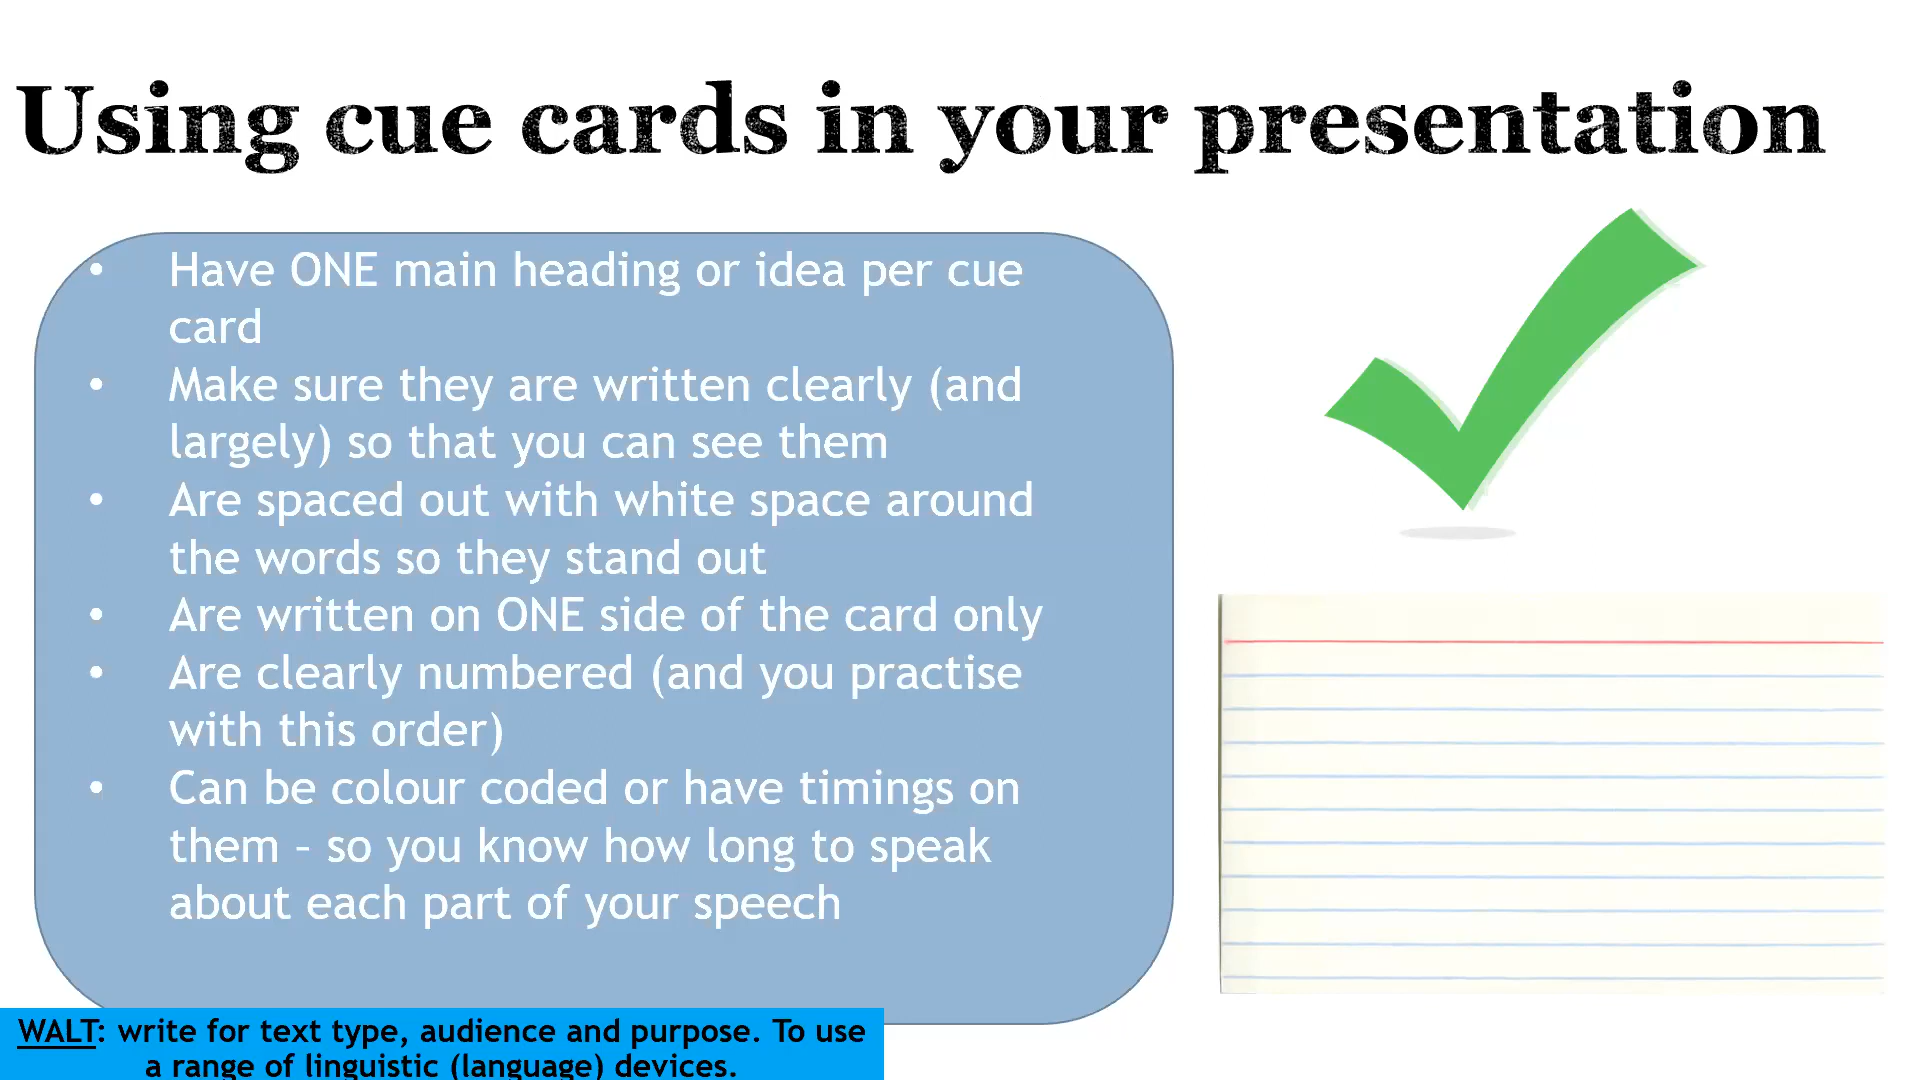 Using cue cards in your presentation
• Have ONE main heading or idea per cue
card
• Make sure they are written clearly (and
largely) so that you can see them
• Are spaced out with white space around
the words so they stand out
• Are written on ONE side of the card only
• Are clearly numbered (and you practise
with this order)
• Can be colour coded or have timings on
them – so you know how long to speak
about each part of your speech
WALT: write for text type, audience and purpose. To use
a range of linguistic (language) devices.